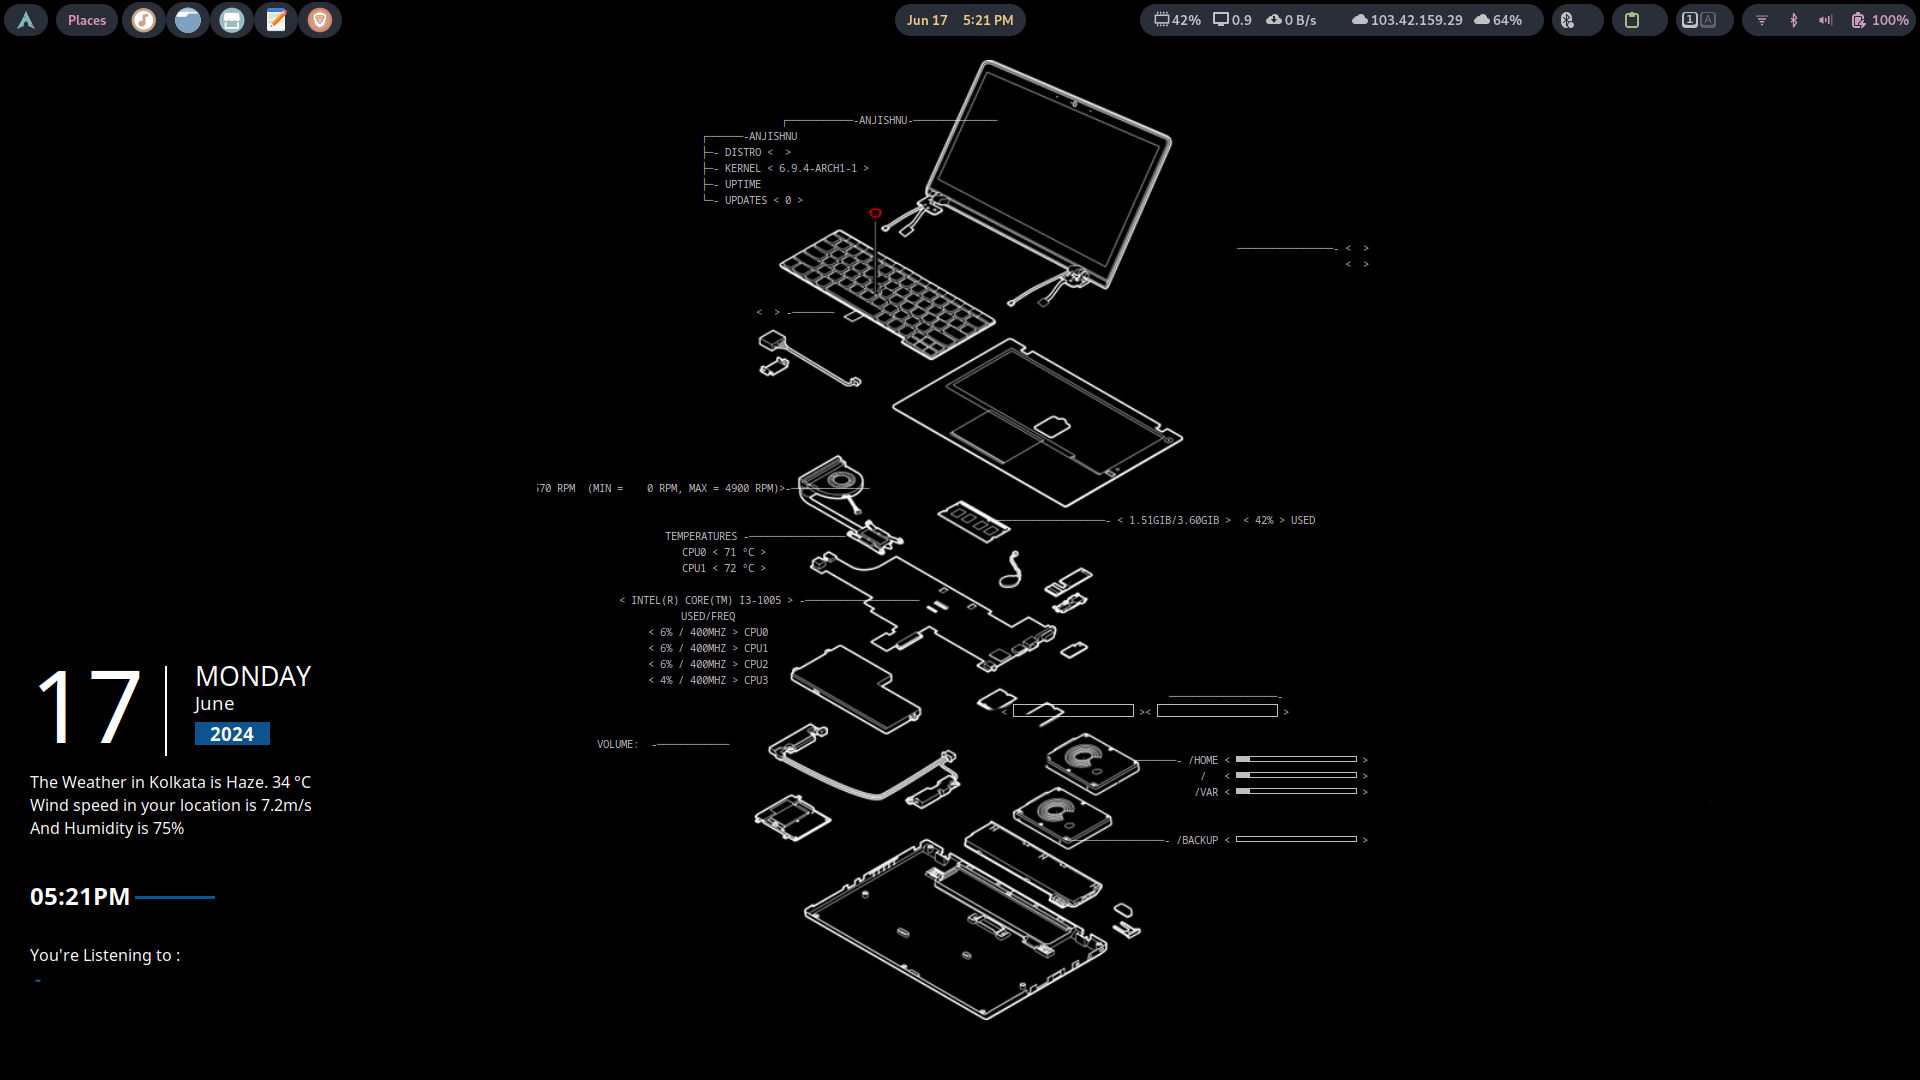 Places
Jun 17 5:21 PM
42% 0.9 0 B/s 103.42.159.29 64%
1 A
100%
-ANJISHNU-
-ANJISHNU
- DISTRO < >
- KERNEL < 6.9.4-ARCH1-1 >
- UPTIME
- UPDATES < 0 >
- < >
< >
< > -
70 RPM (MIN = 0 RPM, MAX = 4900 RPM)>-
- < 1.51GIB/3.60GIB > < 42% > USED
TEMPERATURES -
CPU0 < 71 °C >
CPU1 < 72 °C >
< INTEL(R) CORE(TM) I3-1005 > -
USED/FREQ
< 6% / 400MHZ > CPU0
< 6% / 400MHZ > CPU1
< 6% / 400MHZ > CPU2
< 4% / 400MHZ > CPU3
< >< >
VOLUME: -
- /HOME < >
/ < >
/VAR < >
- /BACKUP < >
17
MONDAY
June
2024
The Weather in Kolkata is Haze. 34 °C
Wind speed in your location is 7.2m/s
And Humidity is 75%
05:21PM
You're Listening to :
-